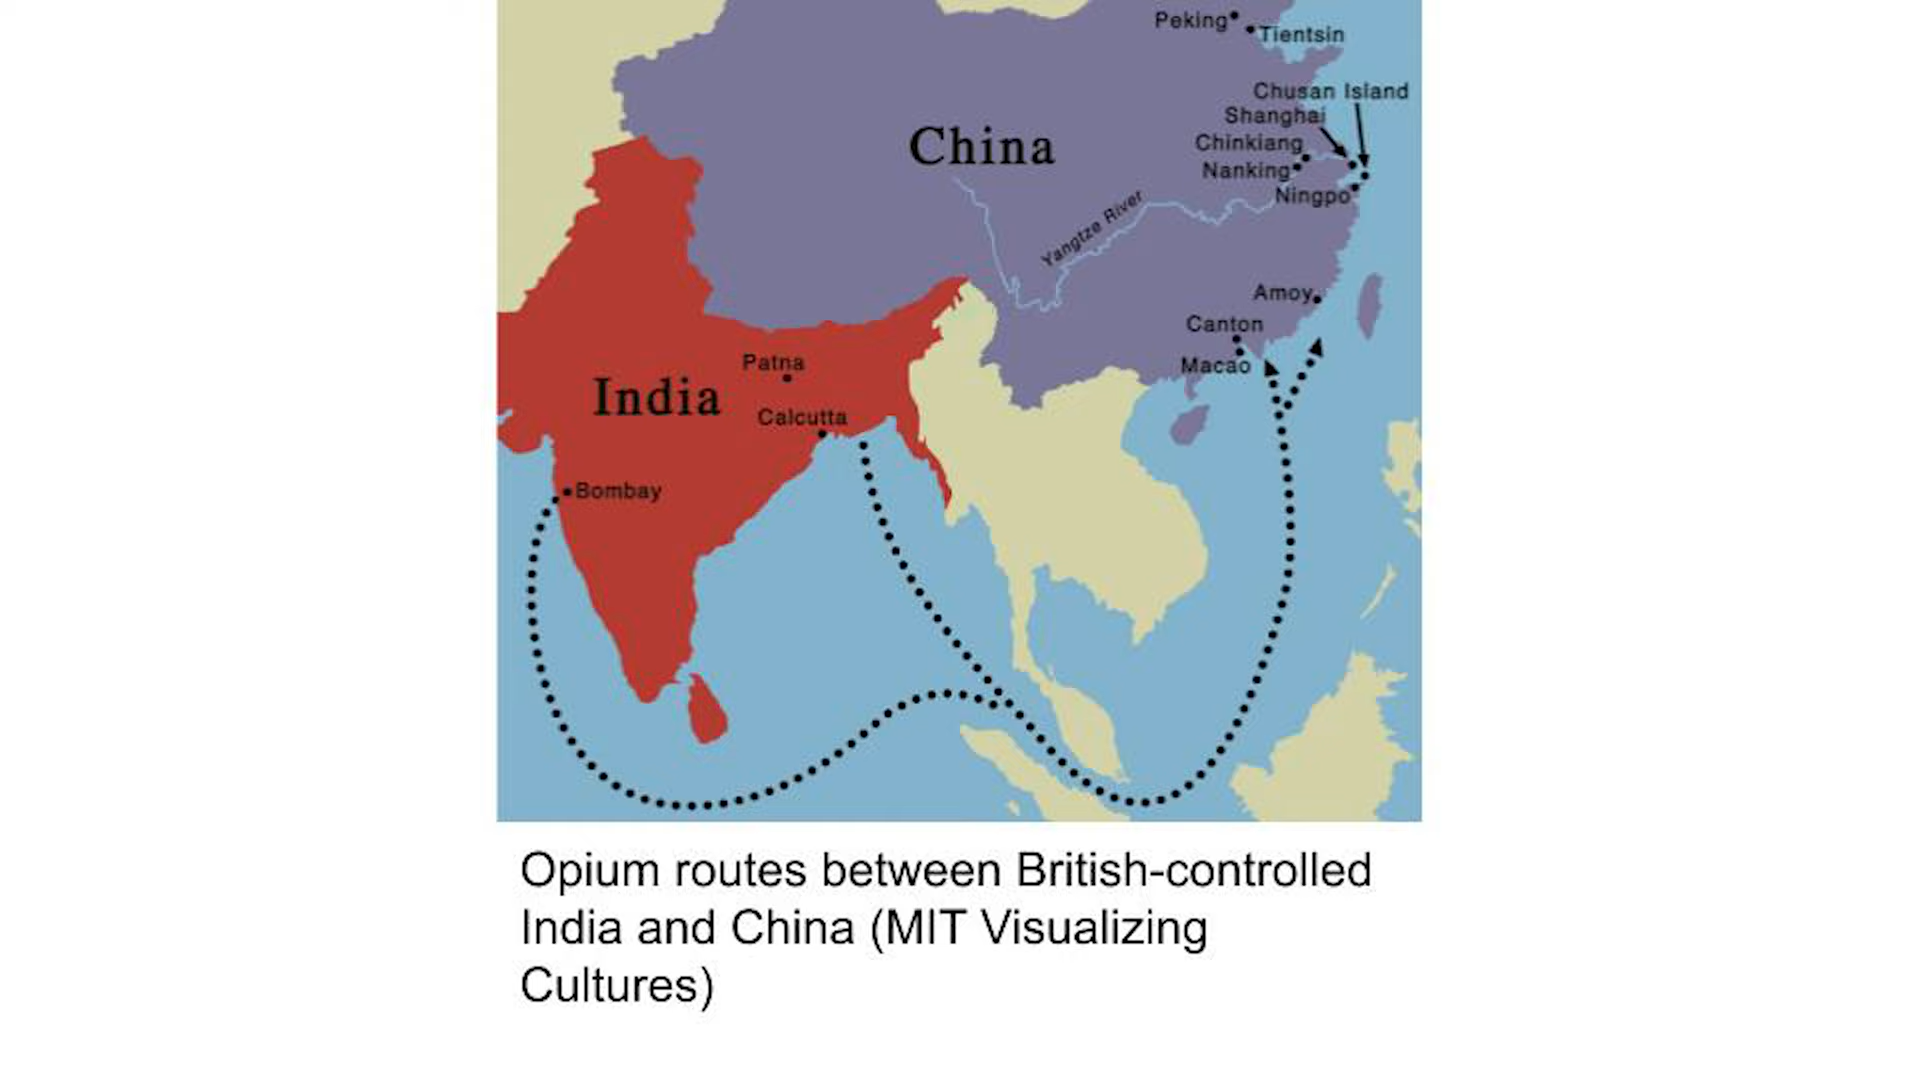 Peking
Tientsin
Chusan Island
Shanghai
Chinkiang
Nanking
Ningpo
China
Yangtze River
Amoy
Canton
Macao
Patna
India
Calcutta
Bombay
Opium routes between British-controlled
India and China (MIT Visualizing
Cultures)